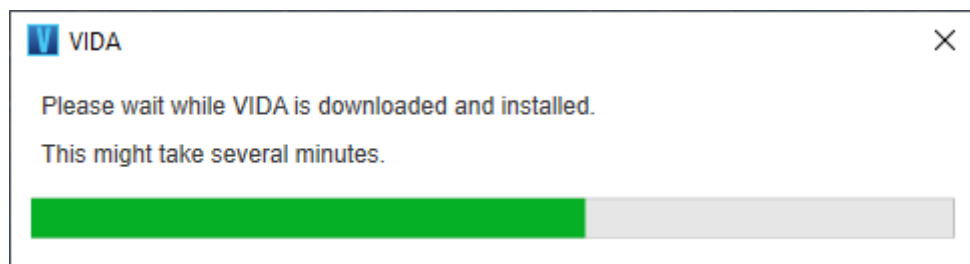 VIDA
Please wait while VIDA is downloaded and installed.
This might take several minutes.